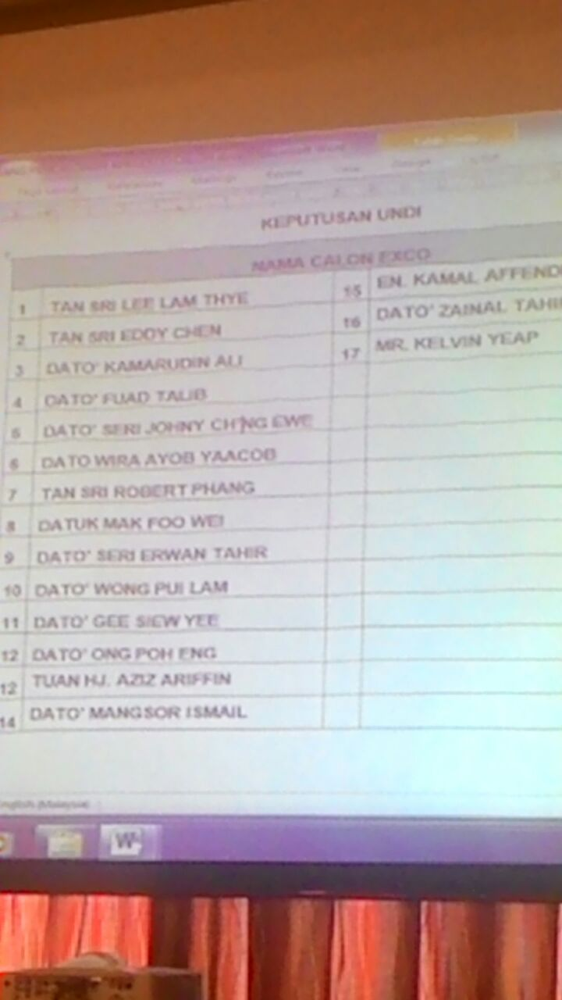 KEPUTUSAN UNDI
NAMA CALON EXCO
1 TAN SRI LEE LAM THYE
2 TAN SRI EDDY CHEN
3 DATO' KAMARUDIN ALI
4 DATO' FUAD TALIB
5 DATO' SERI JOHNY CH'NG EWE
6 DATO WIRA AYOB YAACOB
7 TAN SRI ROBERT PHANG
8 DATUK MAK FOO WEI
9 DATO' SERI ERWAN TAHIR
10 DATO' WONG PUI LAM
11 DATO' GEE SIEW YEE
12 DATO' ONG POH ENG
12 TUAN HJ. AZIZ ARIFFIN
14 DATO' MANGSOR ISMAIL
15 EN. KAMAL AFFEND
16 DATO' ZAINAL TAHI
17 MR. KELVIN YEAP
English (Malaysia)
W